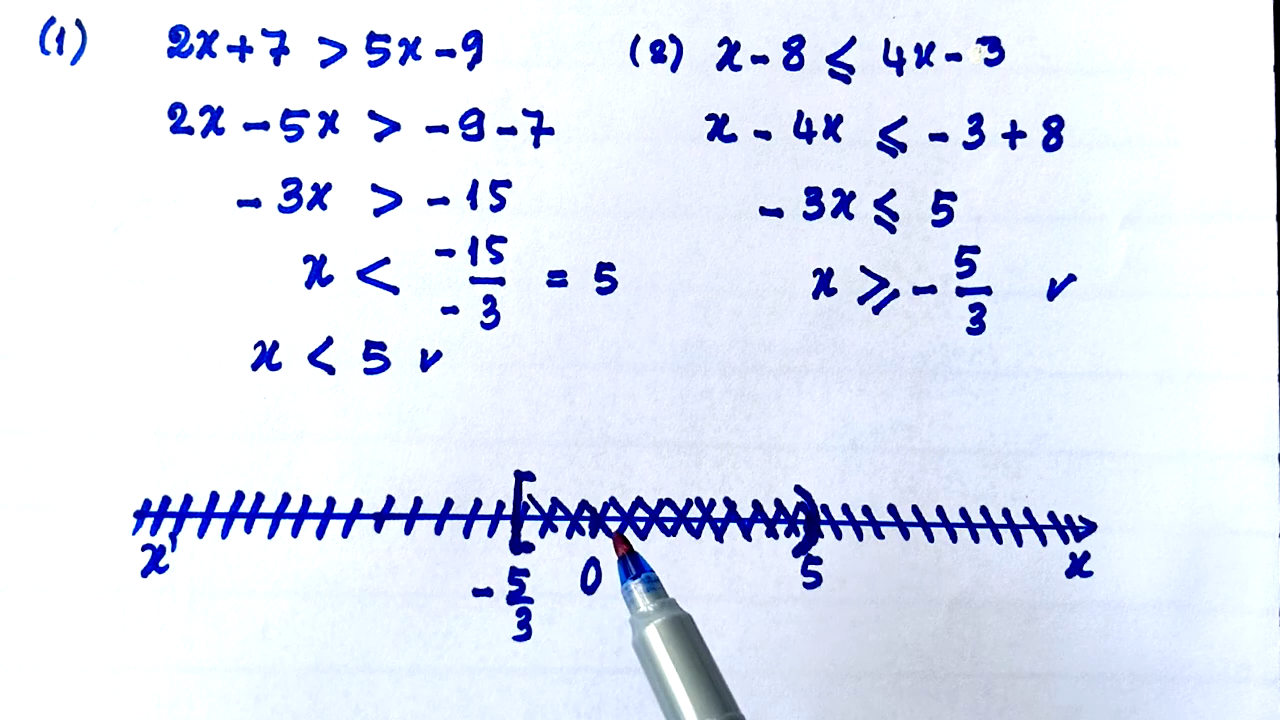 (1) 2x+7 > 5x-9
2x - 5x > -9-7
- 3x > - 15
x < -15/-3 = 5
x < 5 ✓
(2) x - 8 ⩽ 4x - 3
x - 4x ⩽ - 3 + 8
- 3x ⩽ 5
x ⩾ - 5/3 ✓
[ )
x' - 5/3 0 5 x